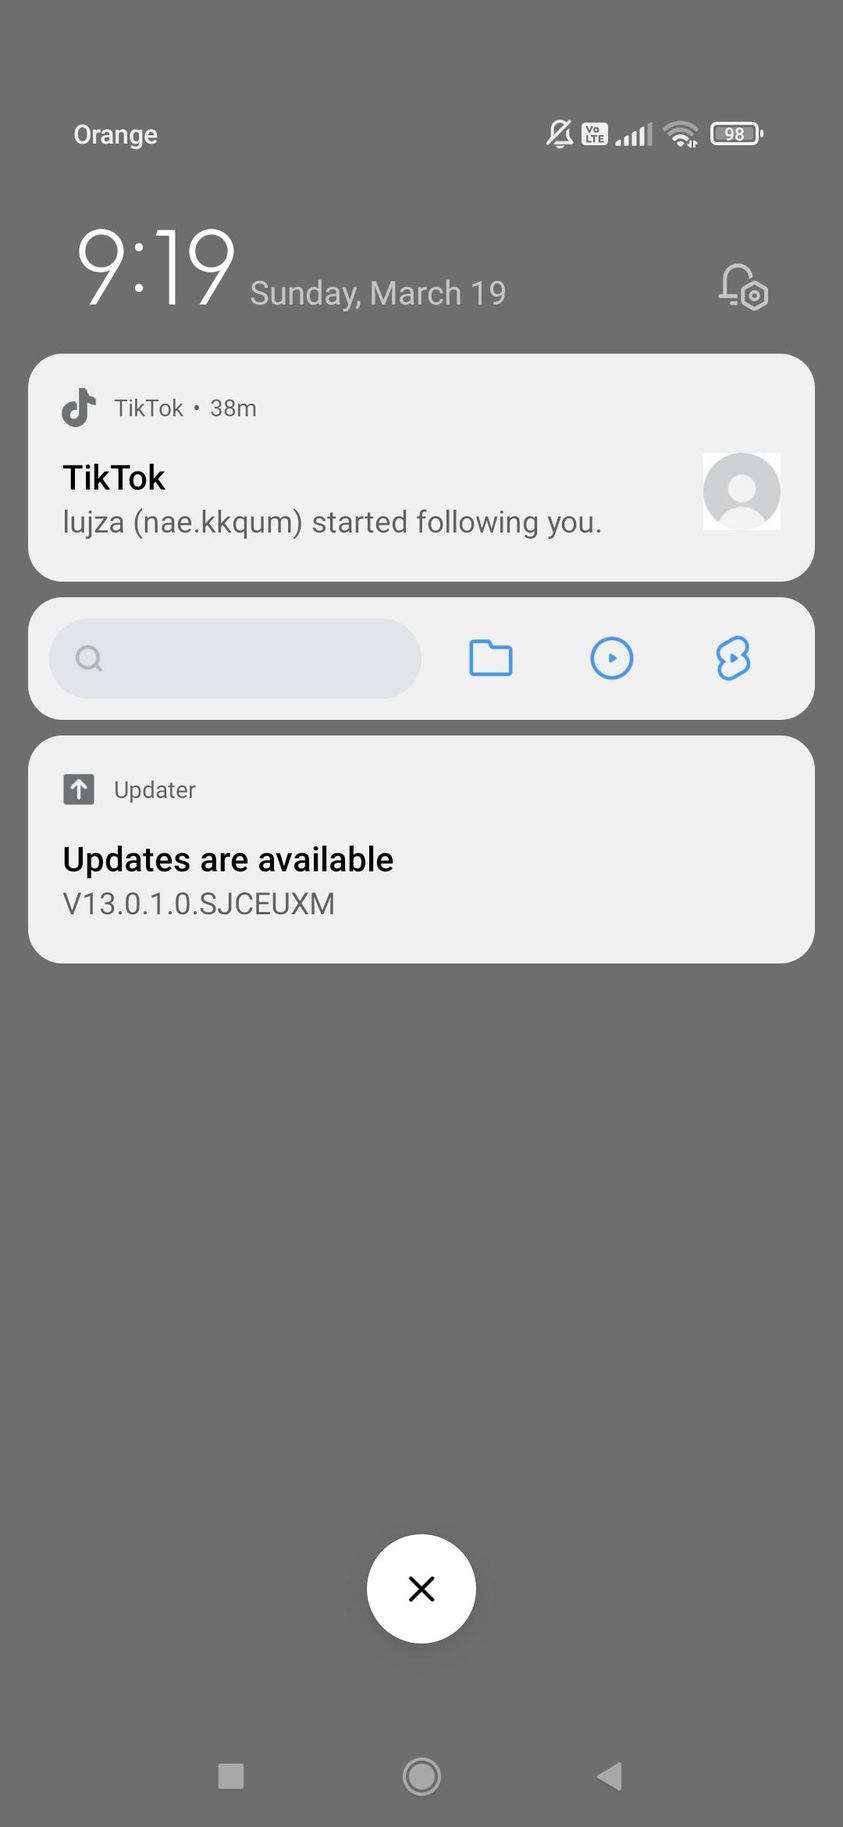 Orange
Vo LTE
98
9:19 Sunday, March 19
TikTok • 38m
TikTok
lujza (nae.kkqum) started following you.
Updater
Updates are available
V13.0.1.0.SJCEUXM